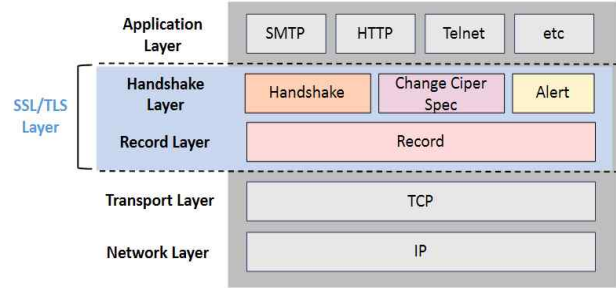 Application Layer
SMTP
HTTP
Telnet
etc
SSL/TLS Layer
Handshake Layer
Handshake
Change Ciper Spec
Alert
Record Layer
Record
Transport Layer
TCP
Network Layer
IP